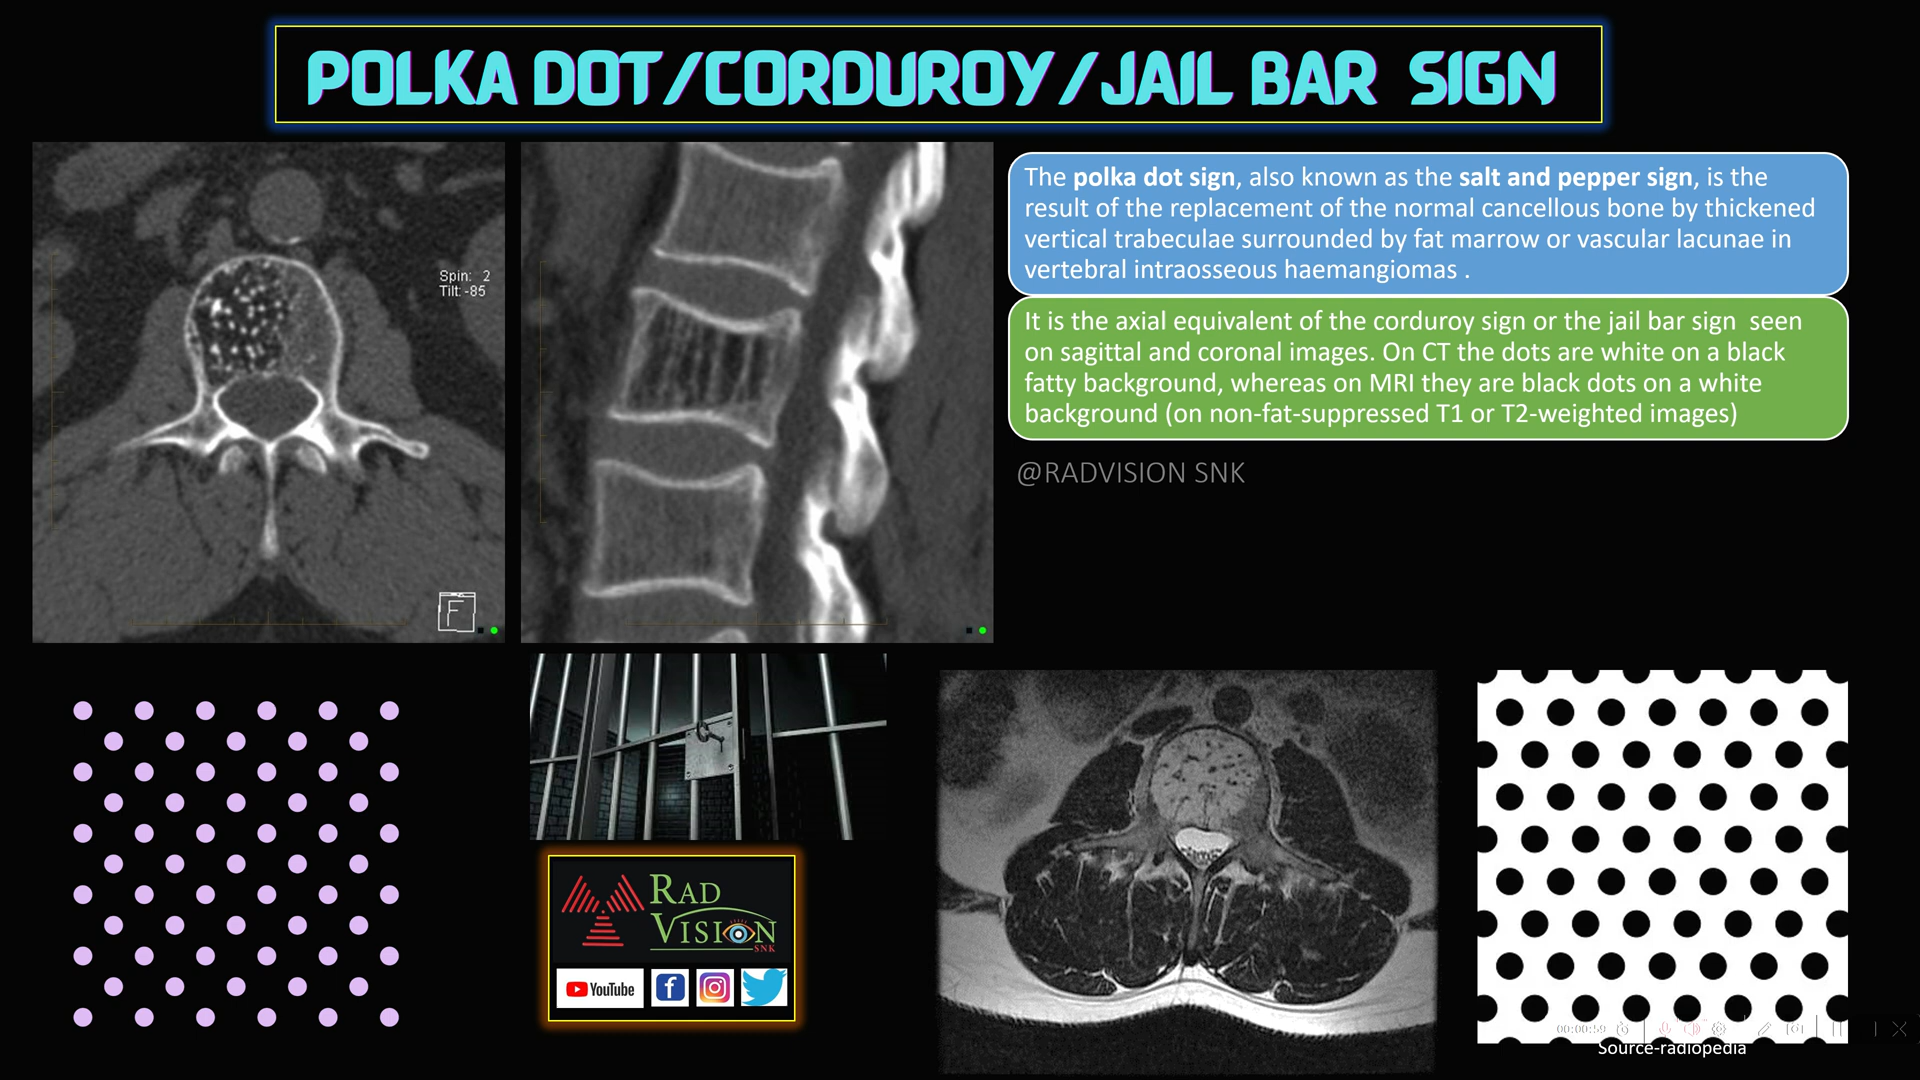 POLKA DOT/CORDUROY/JAIL BAR SIGN
Spin: 2
Tilt: -85
F
The polka dot sign, also known as the salt and pepper sign, is the
result of the replacement of the normal cancellous bone by thickened
vertical trabeculae surrounded by fat marrow or vascular lacunae in
vertebral intraosseous haemangiomas .
It is the axial equivalent of the corduroy sign or the jail bar sign seen
on sagittal and coronal images. On CT the dots are white on a black
fatty background, whereas on MRI they are black dots on a white
background (on non-fat-suppressed T1 or T2-weighted images)
@RADVISION SNK
RAD
VISION
SNK
YouTube
00:00:59
Source-radiopedia